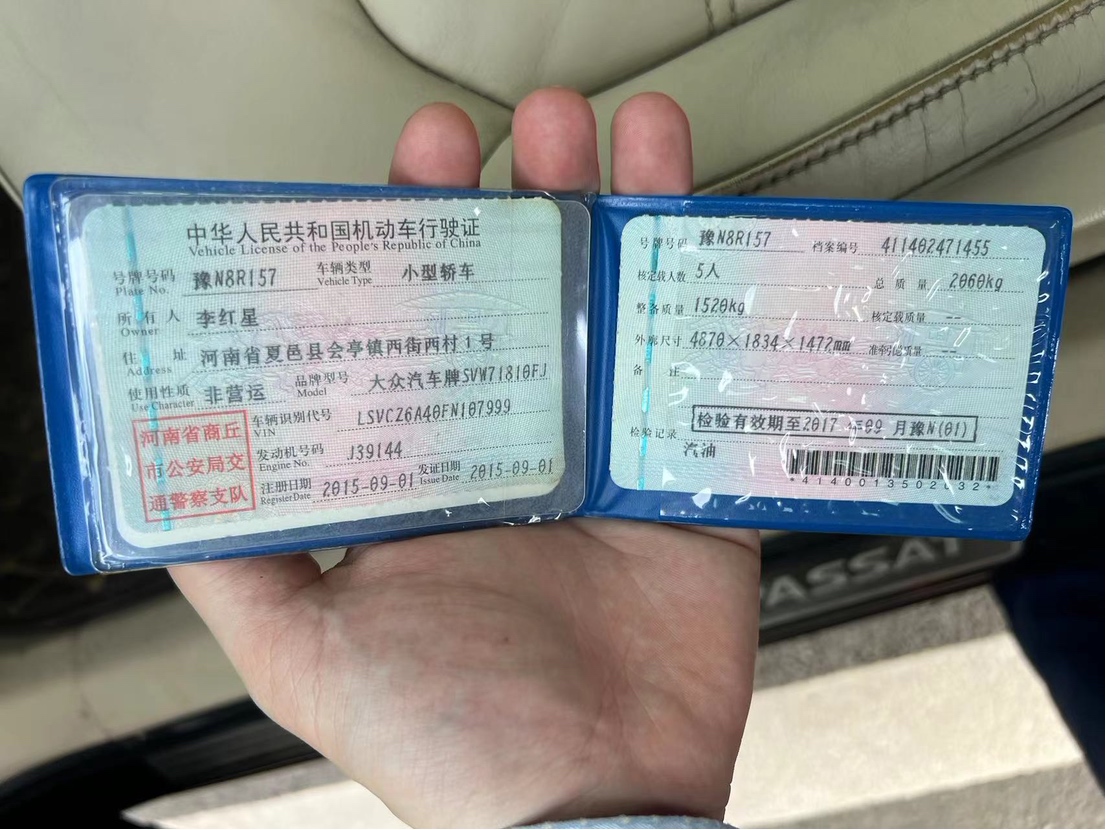 中华人民共和国机动车行驶证
Vehicle License of the People's Republic of China
号牌号码 豫N8R157 车辆类型 小型轿车
Plate No. Vehicle Type
所有人 李红星
Owner
住址 河南省夏邑县会亭镇西街西村1号
Address
使用性质 非营运 品牌型号 大众汽车牌SVW71810FJ
Use Character Model
河南省商丘
市公安局交
通警察支队
车辆识别代号 LSVCZ6A40FN107999
VIN
发动机号码 J39144
Engine No.
注册日期 2015-09-01 发证日期 2015-09-01
Register Date Issue Date
号牌号码 豫N8R157 档案编号 411402471455
核定载人数 5人 总质量 2060kg
整备质量 1520kg 核定载质量 --
外廓尺寸 4870×1834×1472mm 准牵引总质量 --
备注
检验记录 检验有效期至2017年09月豫N(01)
汽油
PASSAT